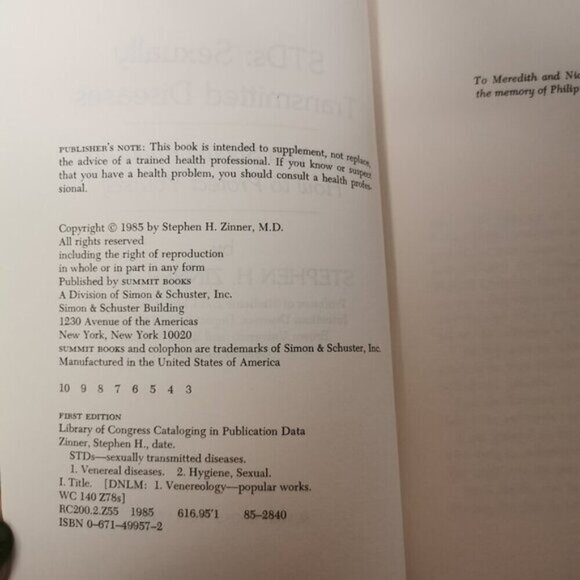 PUBLISHER'S NOTE: This book is intended to supplement, not replace,
the advice of a trained health professional. If you know or suspect
that you have a health problem, you should consult a health profes-
sional.
Copyright © 1985 by Stephen H. Zinner, M.D.
All rights reserved
including the right of reproduction
in whole or part in any form
Published by SUMMIT BOOKS
A Division of Simon & Schuster, Inc.
Simon & Schuster Building
1230 Avenue of the Americas
New York, New York 10020
SUMMIT BOOKS and colophon are trademarks of Simon & Schuster, Inc.
Manufactured in the United States of America
10 9 8 7 6 5 4 3
FIRST EDITION
Library of Congress Cataloging in Publication Data
Zinner, Stephen H., date.
STDs—sexually transmitted diseases.
1. Venereal diseases. 2. Hygiene, Sexual.
I. Title. [DNLM: 1. Venereology—popular works.
WC 140 Z78s]
RC200.2.Z55 1985 616.95'1 85-2840
ISBN 0-671-49957-2
To Meredith and
the memory of Philip